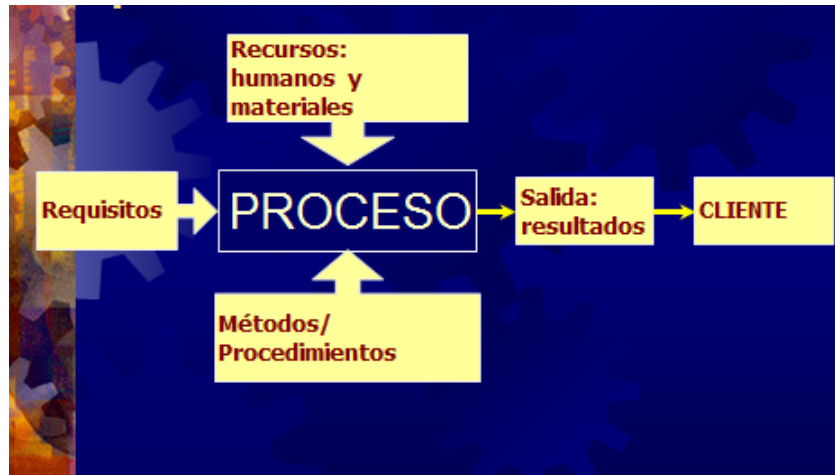 Recursos:
humanos y
materiales
Requisitos
PROCESO
Salida:
resultados
CLIENTE
Métodos/
Procedimientos